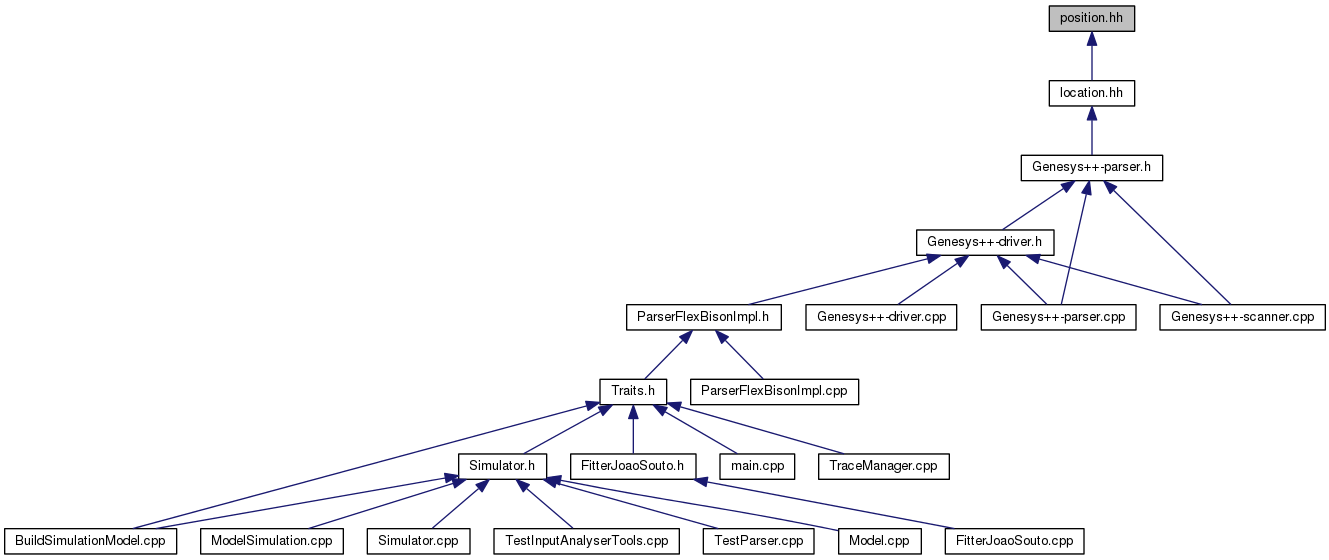 position.hh
location.hh
Genesys++-parser.h
Genesys++-driver.h
ParserFlexBisonImpl.h
Genesys++-driver.cpp
Genesys++-parser.cpp
Genesys++-scanner.cpp
Traits.h
ParserFlexBisonImpl.cpp
Simulator.h
FitterJoaoSouto.h
main.cpp
TraceManager.cpp
BuildSimulationModel.cpp
ModelSimulation.cpp
Simulator.cpp
TestInputAnalyserTools.cpp
TestParser.cpp
Model.cpp
FitterJoaoSouto.cpp